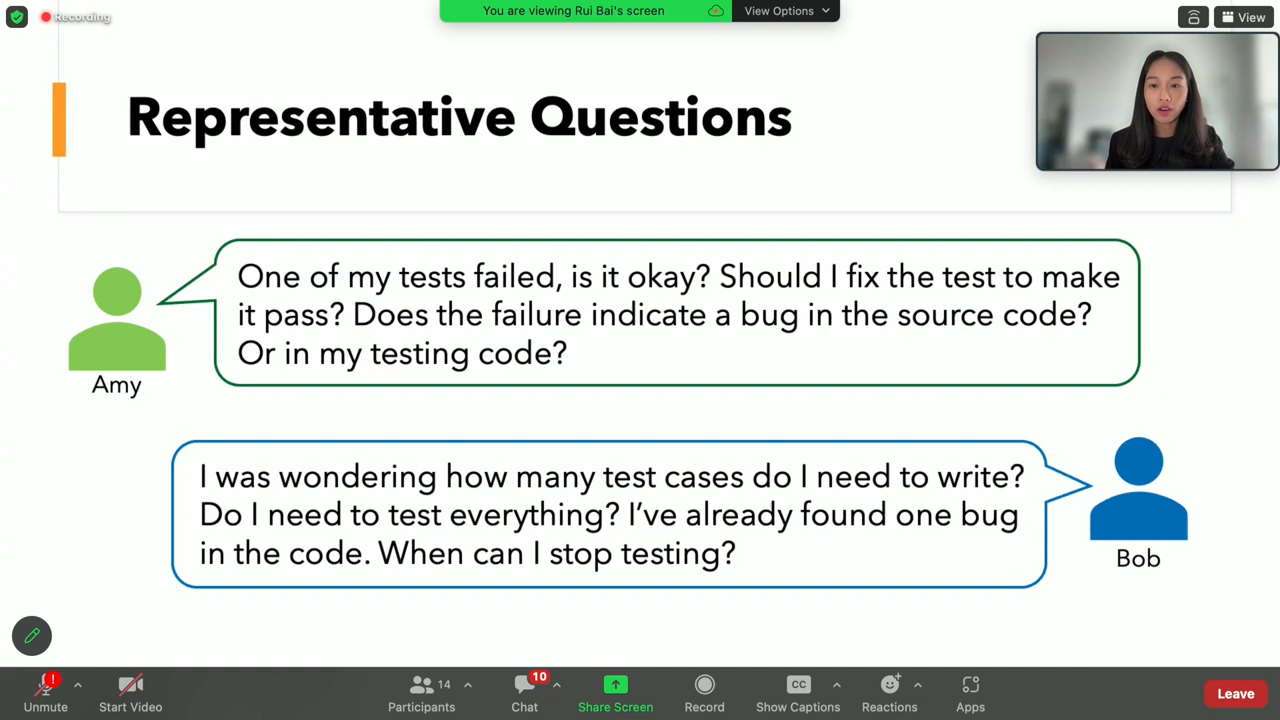 Recording
You are viewing Rui Bai's screen
View Options
View
Representative Questions
One of my tests failed, is it okay? Should I fix the test to make
it pass? Does the failure indicate a bug in the source code?
Or in my testing code?
Amy
I was wondering how many test cases do I need to write?
Do I need to test everything? I've already found one bug
in the code. When can I stop testing?
Bob
!
14
10
CC
Unmute
Start Video
Participants
Chat
Share Screen
Record
Show Captions
Reactions
Apps
Leave